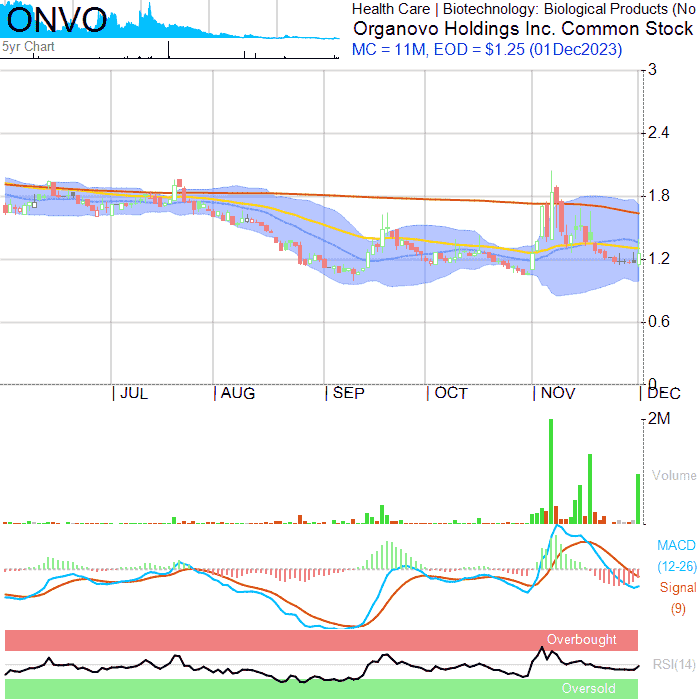 ONVO
5yr Chart
Health Care | Biotechnology: Biological Products (No
Organovo Holdings Inc. Common Stock
MC = 11M, EOD = $1.25 (01Dec2023)
3
2.4
1.8
1.2
0.6
0
JUL AUG SEP OCT NOV DEC
2M
Volume
MACD
(12-26)
Signal
(9)
Overbought
RSI(14)
Oversold